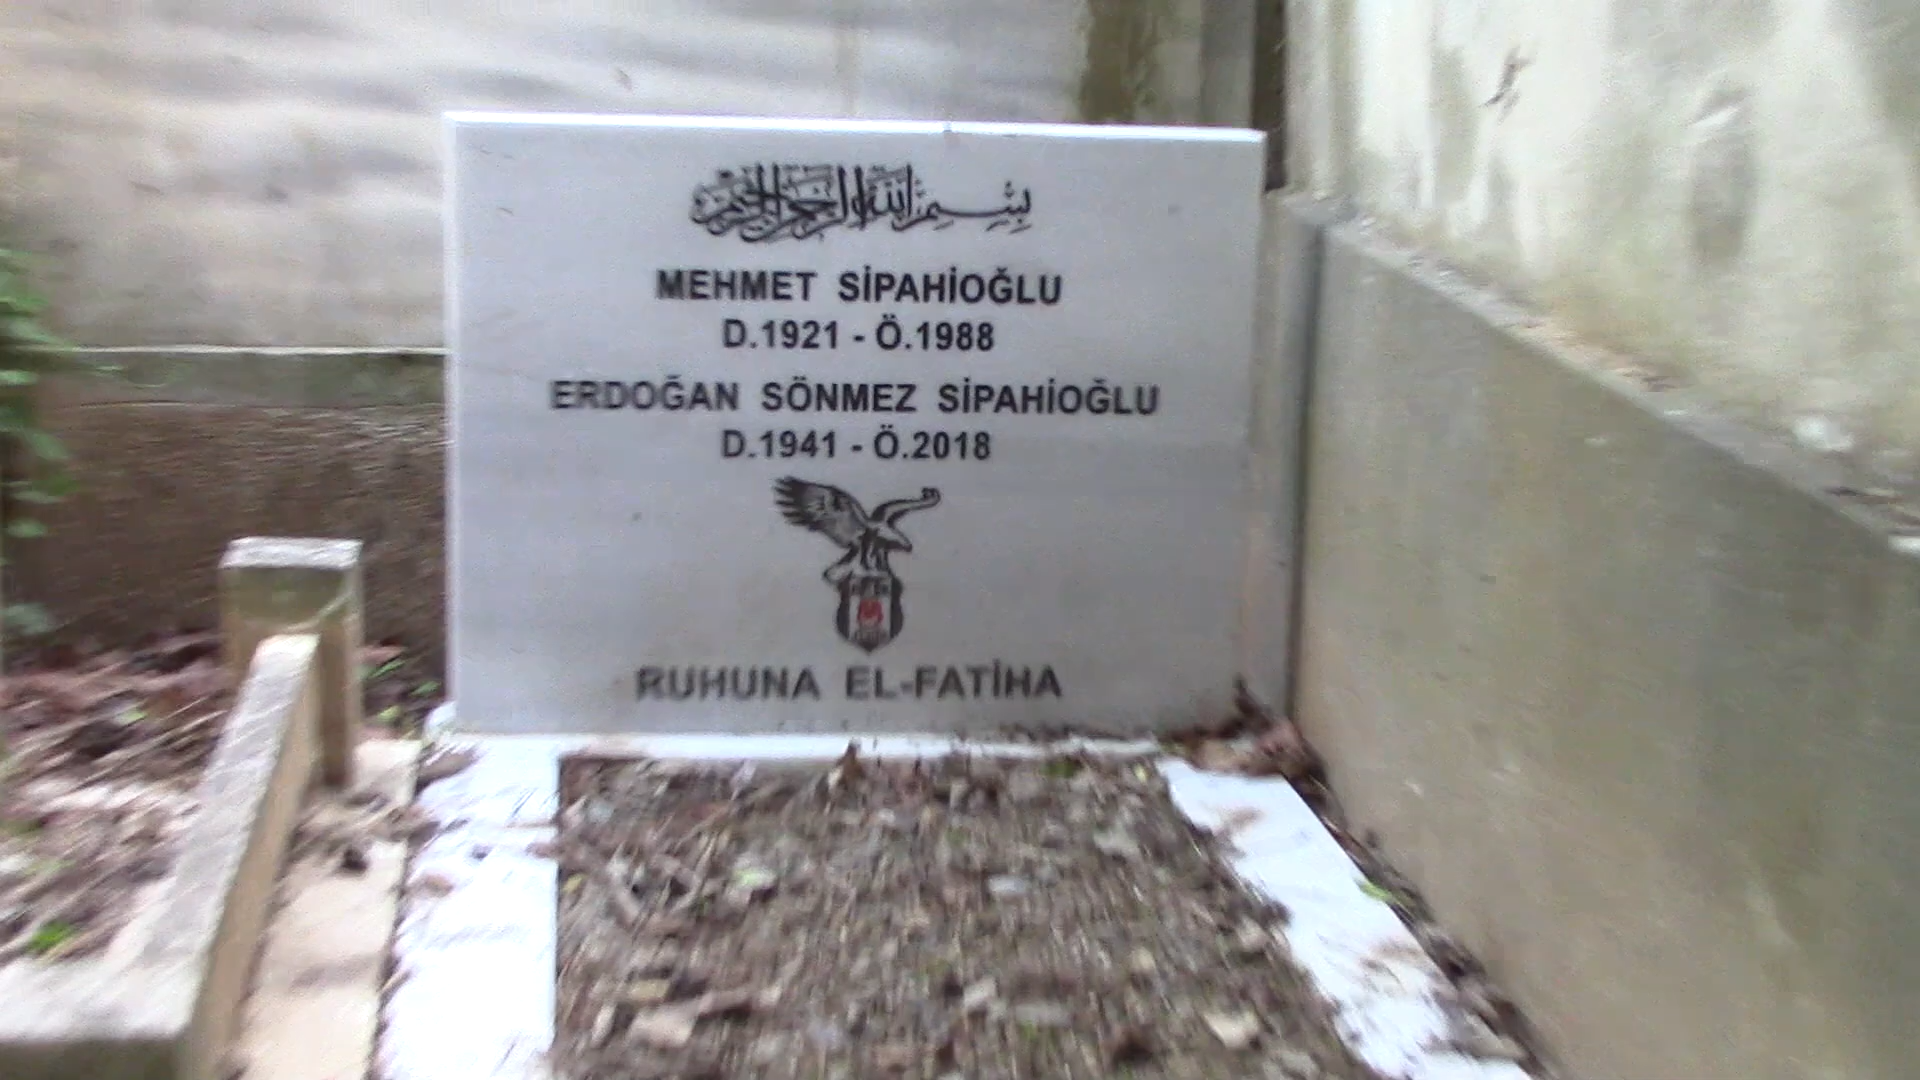 بسم الله الرحمن الرحيم
MEHMET SİPAHİOĞLU
D.1921 - Ö.1988
ERDOĞAN SÖNMEZ SİPAHİOĞLU
D.1941 - Ö.2018
RUHUNA EL-FATİHA